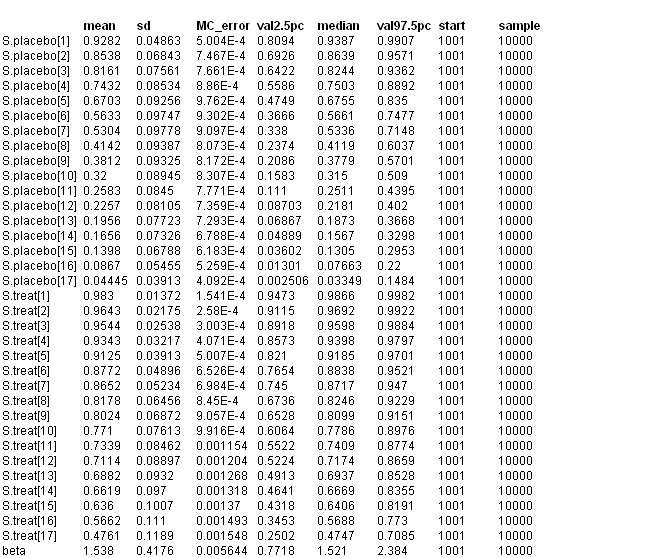 mean sd MC_error val2.5pc median val97.5pc start sample
S.placebo[1] 0.9282 0.04863 5.004E-4 0.8094 0.9387 0.9907 1001 10000
S.placebo[2] 0.8538 0.06843 7.467E-4 0.6926 0.8639 0.9571 1001 10000
S.placebo[3] 0.8161 0.07561 7.661E-4 0.6422 0.8244 0.9362 1001 10000
S.placebo[4] 0.7432 0.08534 8.86E-4 0.5586 0.7503 0.8892 1001 10000
S.placebo[5] 0.6703 0.09256 9.762E-4 0.4749 0.6755 0.835 1001 10000
S.placebo[6] 0.5633 0.09747 9.302E-4 0.3666 0.5661 0.7477 1001 10000
S.placebo[7] 0.5304 0.09778 9.097E-4 0.338 0.5336 0.7148 1001 10000
S.placebo[8] 0.4142 0.09387 8.073E-4 0.2374 0.4119 0.6037 1001 10000
S.placebo[9] 0.3812 0.09325 8.172E-4 0.2086 0.3779 0.5701 1001 10000
S.placebo[10] 0.32 0.08945 8.307E-4 0.1583 0.315 0.509 1001 10000
S.placebo[11] 0.2583 0.0845 7.771E-4 0.111 0.2511 0.4395 1001 10000
S.placebo[12] 0.2257 0.08105 7.359E-4 0.08703 0.2181 0.402 1001 10000
S.placebo[13] 0.1956 0.07723 7.293E-4 0.06867 0.1873 0.3668 1001 10000
S.placebo[14] 0.1656 0.07326 6.788E-4 0.04889 0.1567 0.3298 1001 10000
S.placebo[15] 0.1398 0.06788 6.183E-4 0.03602 0.1305 0.2953 1001 10000
S.placebo[16] 0.0867 0.05455 5.259E-4 0.01301 0.07663 0.22 1001 10000
S.placebo[17] 0.04445 0.03913 4.092E-4 0.002506 0.03349 0.1484 1001 10000
S.treat[1] 0.983 0.01372 1.541E-4 0.9473 0.9866 0.9982 1001 10000
S.treat[2] 0.9643 0.02175 2.58E-4 0.9115 0.9692 0.9922 1001 10000
S.treat[3] 0.9544 0.02538 3.003E-4 0.8918 0.9598 0.9884 1001 10000
S.treat[4] 0.9343 0.03217 4.071E-4 0.8573 0.9398 0.9797 1001 10000
S.treat[5] 0.9125 0.03913 5.007E-4 0.821 0.9185 0.9701 1001 10000
S.treat[6] 0.8772 0.04896 6.526E-4 0.7654 0.8838 0.9521 1001 10000
S.treat[7] 0.8652 0.05234 6.984E-4 0.745 0.8717 0.947 1001 10000
S.treat[8] 0.8178 0.06456 8.45E-4 0.6736 0.8246 0.9229 1001 10000
S.treat[9] 0.8024 0.06872 9.057E-4 0.6528 0.8099 0.9151 1001 10000
S.treat[10] 0.771 0.07613 9.916E-4 0.6064 0.7786 0.8976 1001 10000
S.treat[11] 0.7339 0.08462 0.001154 0.5522 0.7409 0.8774 1001 10000
S.treat[12] 0.7114 0.08897 0.001204 0.5224 0.7174 0.8659 1001 10000
S.treat[13] 0.6882 0.0932 0.001268 0.4913 0.6937 0.8528 1001 10000
S.treat[14] 0.6619 0.097 0.001318 0.4641 0.6669 0.8355 1001 10000
S.treat[15] 0.636 0.1007 0.00137 0.4318 0.6406 0.8191 1001 10000
S.treat[16] 0.5662 0.111 0.001493 0.3453 0.5688 0.773 1001 10000
S.treat[17] 0.4761 0.1189 0.001548 0.2502 0.4747 0.7085 1001 10000
beta 1.538 0.4176 0.005644 0.7718 1.521 2.384 1001 10000